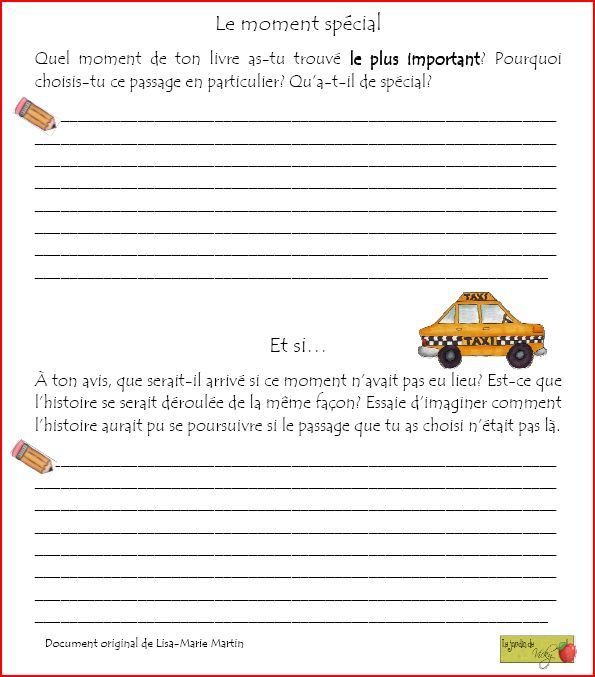 Le moment spécial
Quel moment de ton livre as-tu trouvé le plus important? Pourquoi
choisis-tu ce passage en particulier? Qu'a-t-il de spécial?
TAXI
TAXI
Et si...
À ton avis, que serait-il arrivé si ce moment n'avait pas eu lieu? Est-ce que
l'histoire se serait déroulée de la même façon? Essaie d'imaginer comment
l'histoire aurait pu se poursuivre si le passage que tu as choisi n'était pas là.
Document original de Lisa-Marie Martin
Le jardin de
Vicky